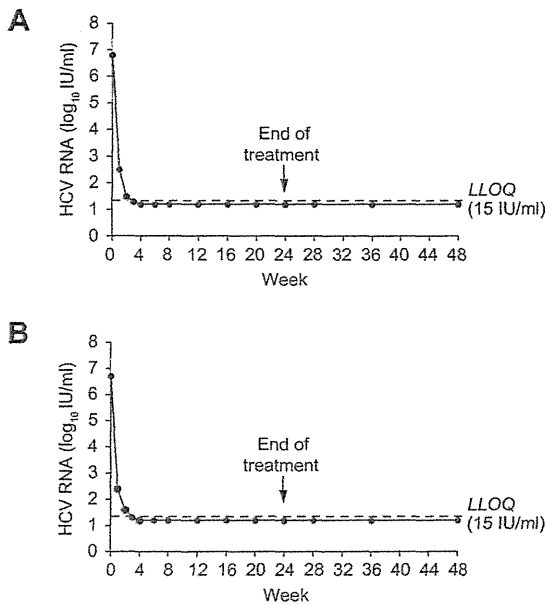 A
HCV RNA (log10 IU/ml)
8
7
6
5
4
3
2
1
0
End of
treatment
LLOQ
(15 IU/ml)
0 4 8 12 16 20 24 28 32 36 40 44 48
Week
B
HCV RNA (log10 IU/ml)
8
7
6
5
4
3
2
1
0
End of
treatment
LLOQ
(15 IU/ml)
0 4 8 12 16 20 24 28 32 36 40 44 48
Week